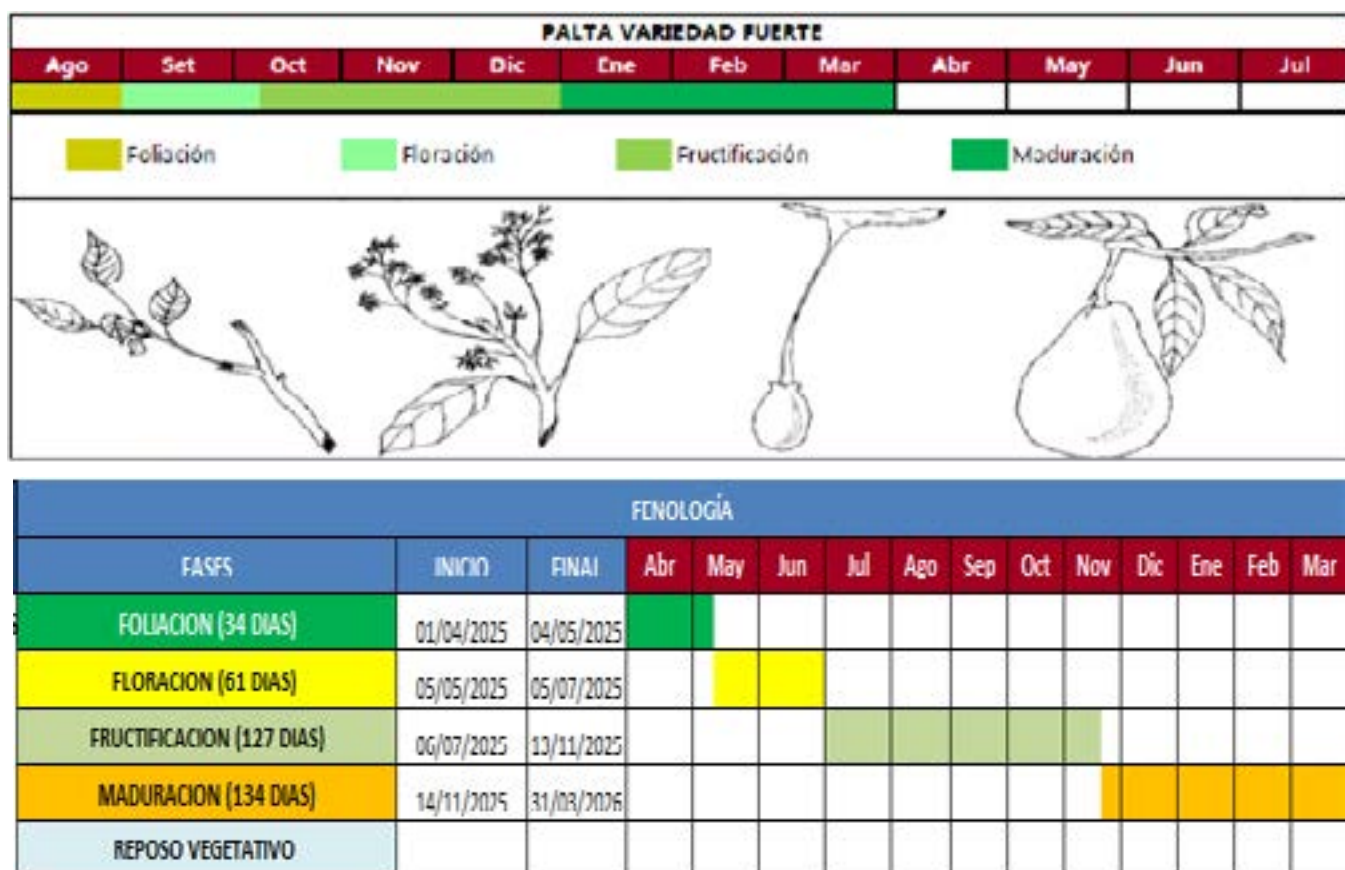 PALTA VARIEDAD FUERTE
Ago Set Oct Nov Dic Ene Feb Mar Abr May Jun Jul
Foliación Floración Fructificación Maduración
FENOLOGÍA
FASES INICIO FINAL Abr May Jun Jul Ago Sep Oct Nov Dic Ene Feb Mar
FOLIACION (34 DIAS) 01/04/2025 04/05/2025
FLORACION (61 DIAS) 05/05/2025 05/07/2025
FRUCTIFICACION (127 DIAS) 06/07/2025 13/11/2025
MADURACION (134 DIAS) 14/11/2025 31/03/2026
REPOSO VEGETATIVO